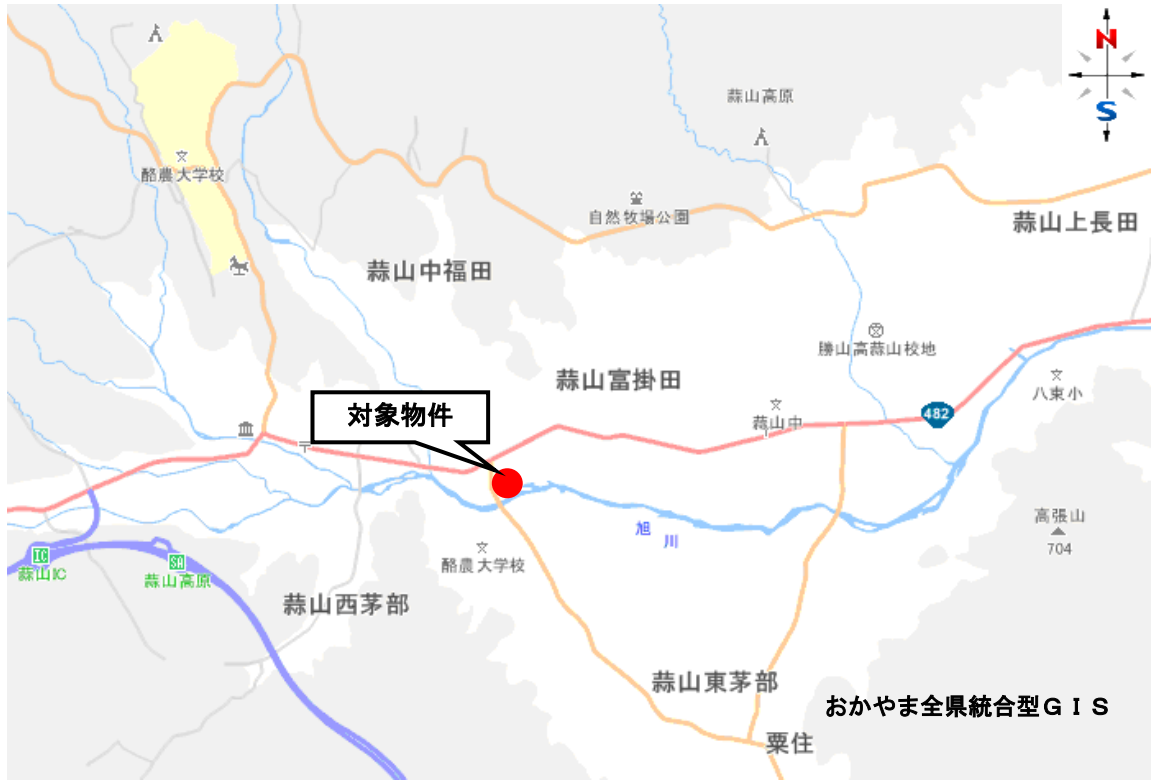 N
S
蒜山高原
酪農大学校
自然牧場公園
蒜山上長田
蒜山中福田
勝山高蒜山校地
蒜山富掛田
八束小
対象物件
蒜山中
482
旭
川
高張山
704
酪農大学校
IC
蒜山IC
SA
蒜山高原
蒜山西茅部
蒜山東茅部
おかやま全県統合型ＧＩＳ
粟住